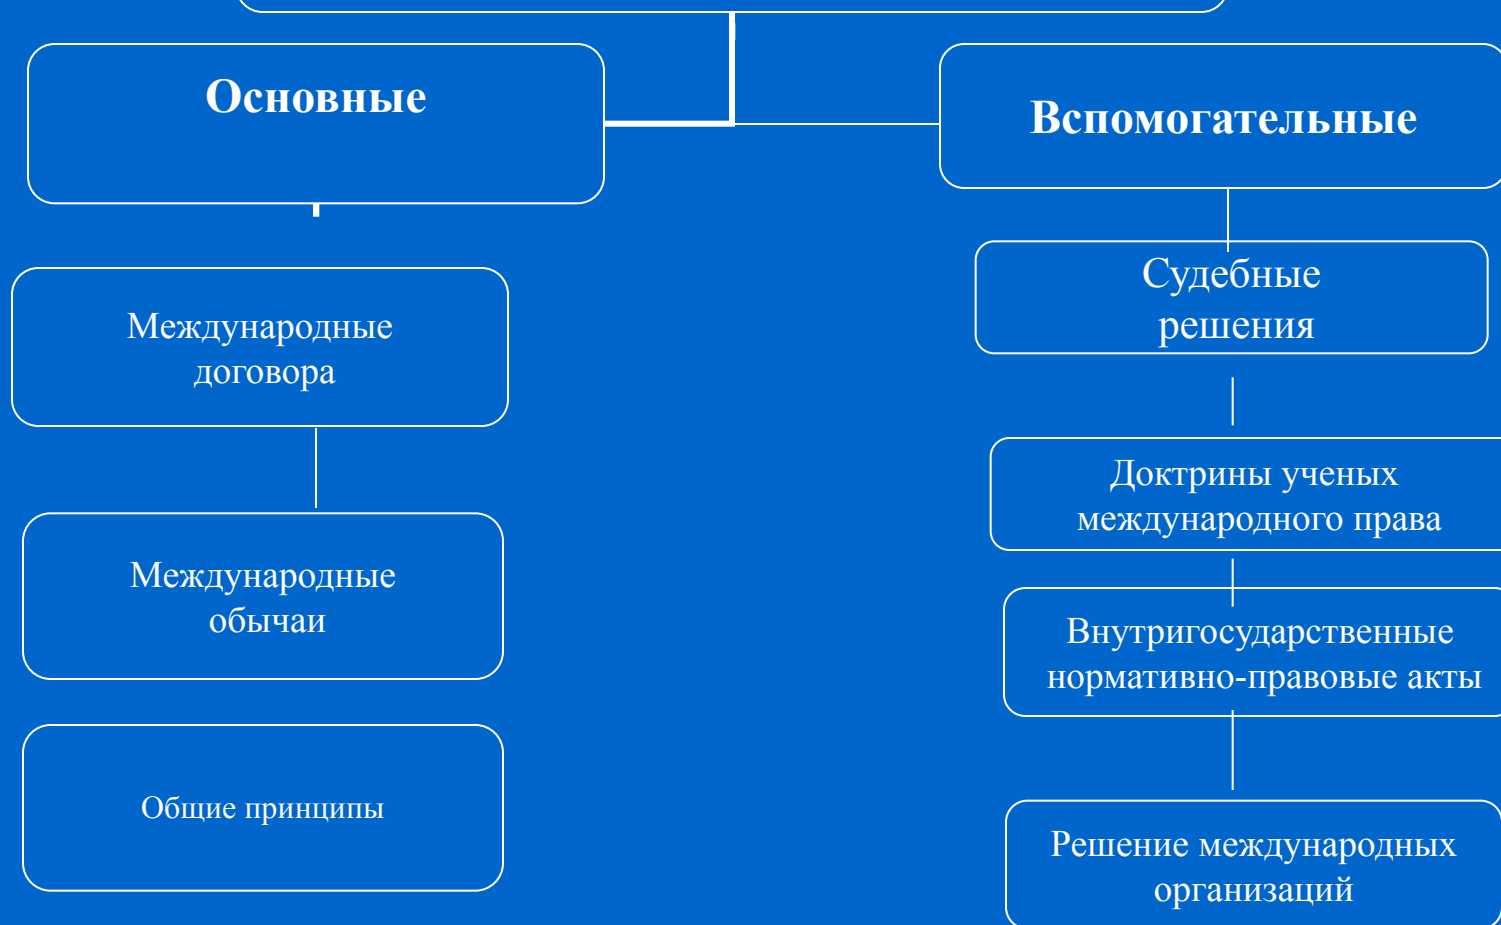 Основные
Международные
договора
Международные
обычаи
Общие принципы
Вспомогательные
Судебные
решения
Доктрины ученых
международного права
Внутригосударственные
нормативно-правовые акты
Решение международных
организаций